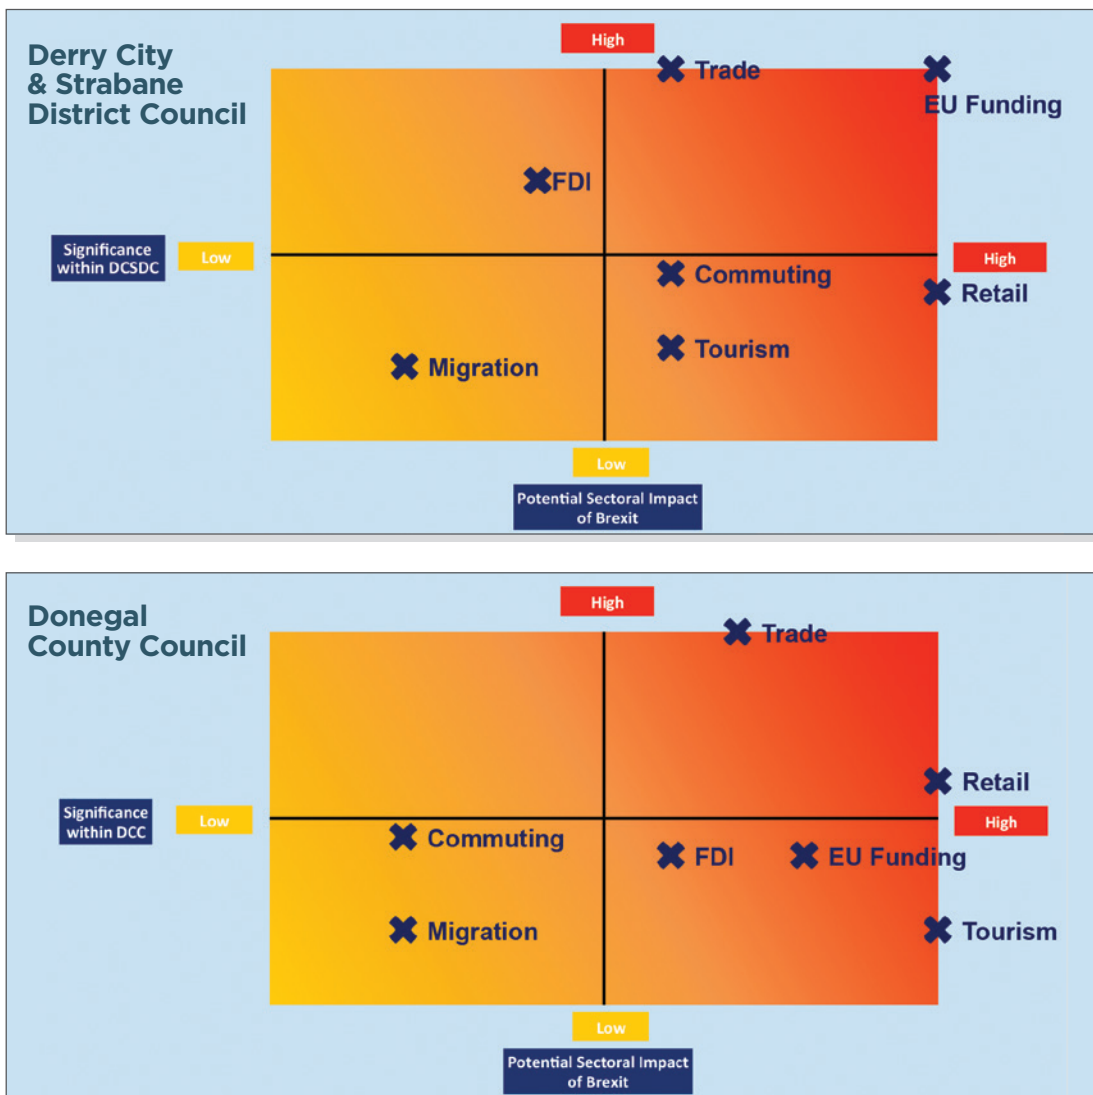 Derry City
& Strabane
District Council
High
Trade
EU Funding
FDI
Significance
within DCSDC
Low
High
Commuting
Retail
Tourism
Migration
Low
Potential Sectoral Impact
of Brexit
Donegal
County Council
High
Trade
Retail
Significance
within DCC
Low
High
Commuting
FDI
EU Funding
Migration
Tourism
Low
Potential Sectoral Impact
of Brexit